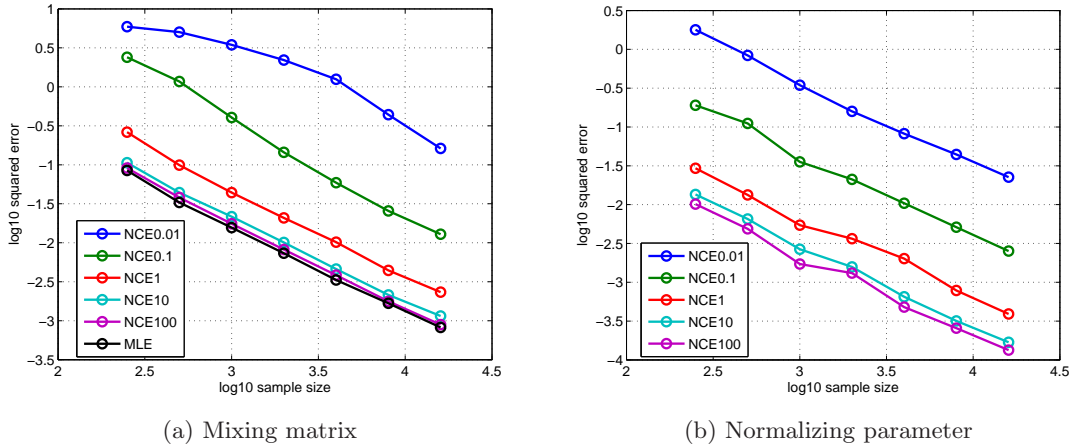 1
0.5
0
−0.5
−1
−1.5
−2
−2.5
−3
−3.5
log10 squared error
NCE0.01
NCE0.1
NCE1
NCE10
NCE100
MLE
2 2.5 3 3.5 4 4.5
log10 sample size
(a) Mixing matrix
0.5
0
−0.5
−1
−1.5
−2
−2.5
−3
−3.5
−4
log10 squared error
NCE0.01
NCE0.1
NCE1
NCE10
NCE100
2 2.5 3 3.5 4 4.5
log10 sample size
(b) Normalizing parameter